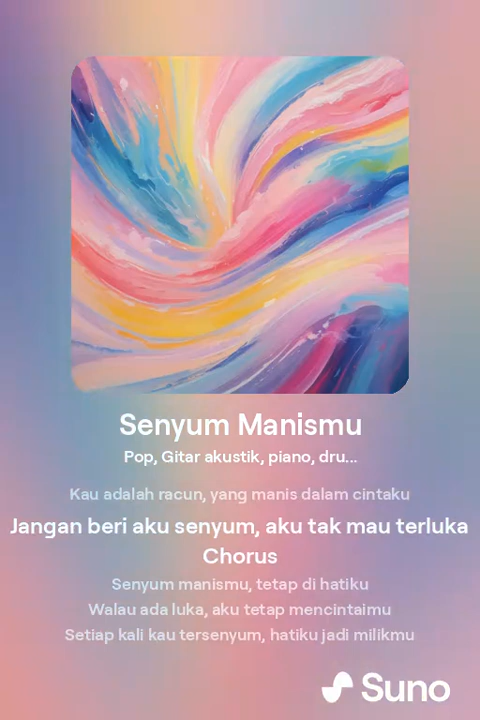 Senyum Manismu
Pop, Gitar akustik, piano, dru...
Kau adalah racun, yang manis dalam cintaku
Jangan beri aku senyum, aku tak mau terluka
Chorus
Senyum manismu, tetap di hatiku
Walau ada luka, aku tetap mencintaimu
Setiap kali kau tersenyum, hatiku jadi milikmu
Suno